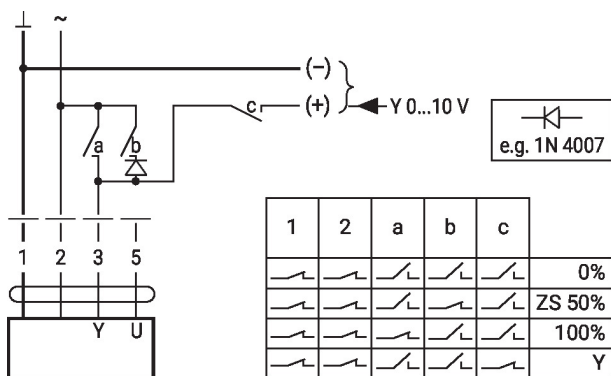 ⊥ ~
(–)
c (+) Y 0...10 V
a b
e.g. 1N 4007
1 2 3 5
Y U
1 2 a b c
0%
ZS 50%
100%
Y